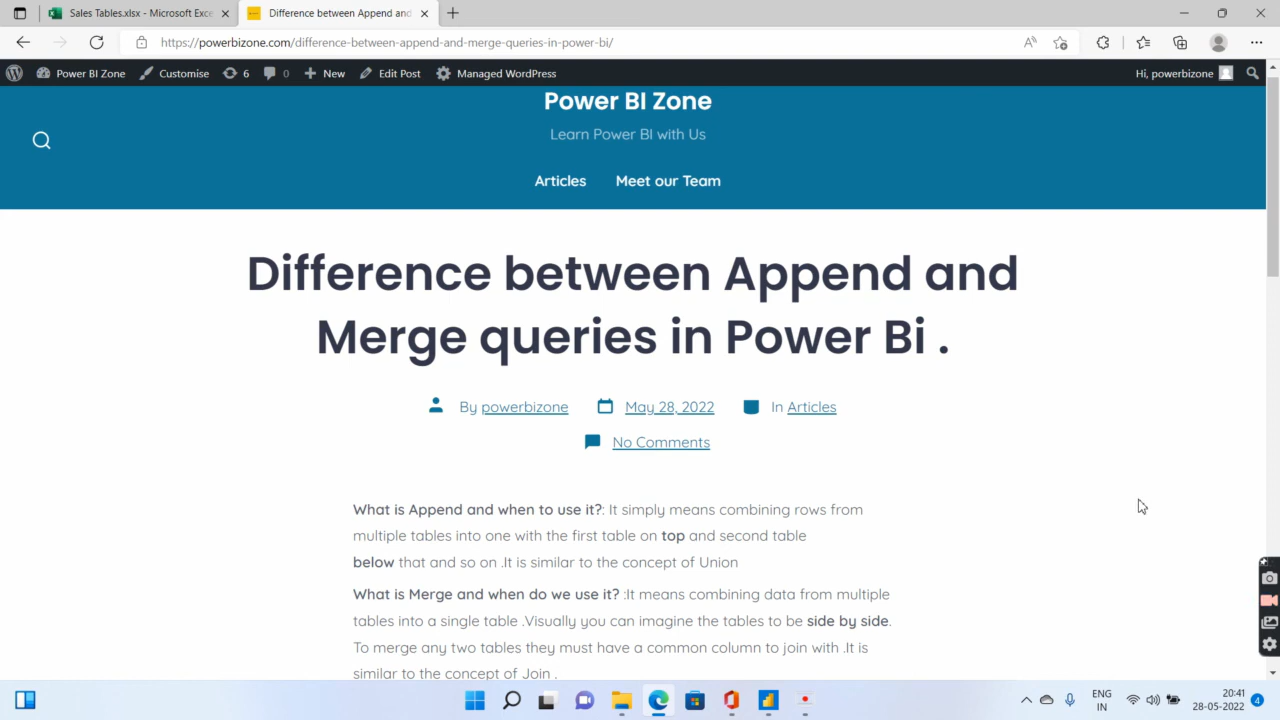 Sales Tables.xlsx - Microsoft Exce
Difference between Append and
https://powerbizone.com/difference-between-append-and-merge-queries-in-power-bi/
Power BI Zone
Customise
6
0
New
Edit Post
Managed WordPress
Hi, powerbizone
Power BI Zone
Learn Power BI with Us
Articles
Meet our Team
Difference between Append and
Merge queries in Power Bi .
By powerbizone
May 28, 2022
In Articles
No Comments
What is Append and when to use it?: It simply means combining rows from
multiple tables into one with the first table on top and second table
below that and so on .It is similar to the concept of Union
What is Merge and when do we use it? :It means combining data from multiple
tables into a single table .Visually you can imagine the tables to be side by side.
To merge any two tables they must have a common column to join with .It is
similar to the concept of Join .
ENG
IN
20:41
28-05-2022
4